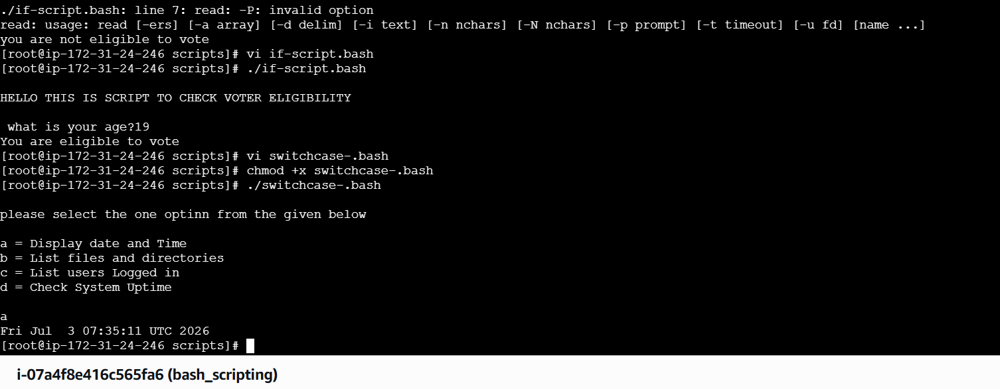 ./if-script.bash: line 7: read: -P: invalid option
read: usage: read [-ers] [-a array] [-d delim] [-i text] [-n nchars] [-N nchars] [-p prompt] [-t timeout] [-u fd] [name ...]
you are not eligible to vote
[root@ip-172-31-24-246 scripts]# vi if-script.bash
[root@ip-172-31-24-246 scripts]# ./if-script.bash
HELLO THIS IS SCRIPT TO CHECK VOTER ELIGIBILITY
what is your age?19
You are eligible to vote
[root@ip-172-31-24-246 scripts]# vi switchcase-.bash
[root@ip-172-31-24-246 scripts]# chmod +x switchcase-.bash
[root@ip-172-31-24-246 scripts]# ./switchcase-.bash
please select the one optinn from the given below
a = Display date and Time
b = List files and directories
c = List users Logged in
d = Check System Uptime
a
Fri Jul  3 07:35:11 UTC 2026
[root@ip-172-31-24-246 scripts]#
i-07a4f8e416c565fa6 (bash_scripting)